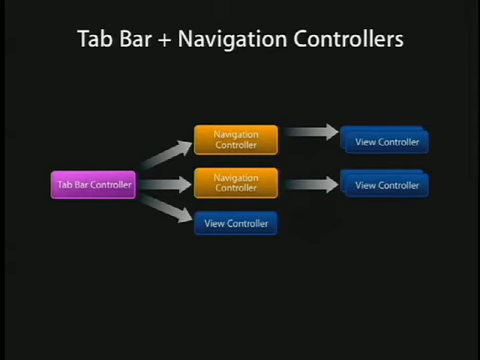 Tab Bar + Navigation Controllers
Navigation
Controller
View Controller
Tab Bar Controller
Navigation
Controller
View Controller
View Controller